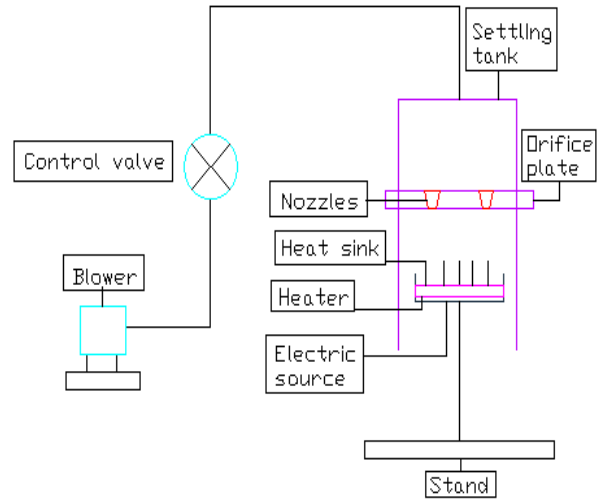 Settling
tank
Control valve
Orifice
plate
Nozzles
Heat sink
Blower
Heater
Electric
source
Stand